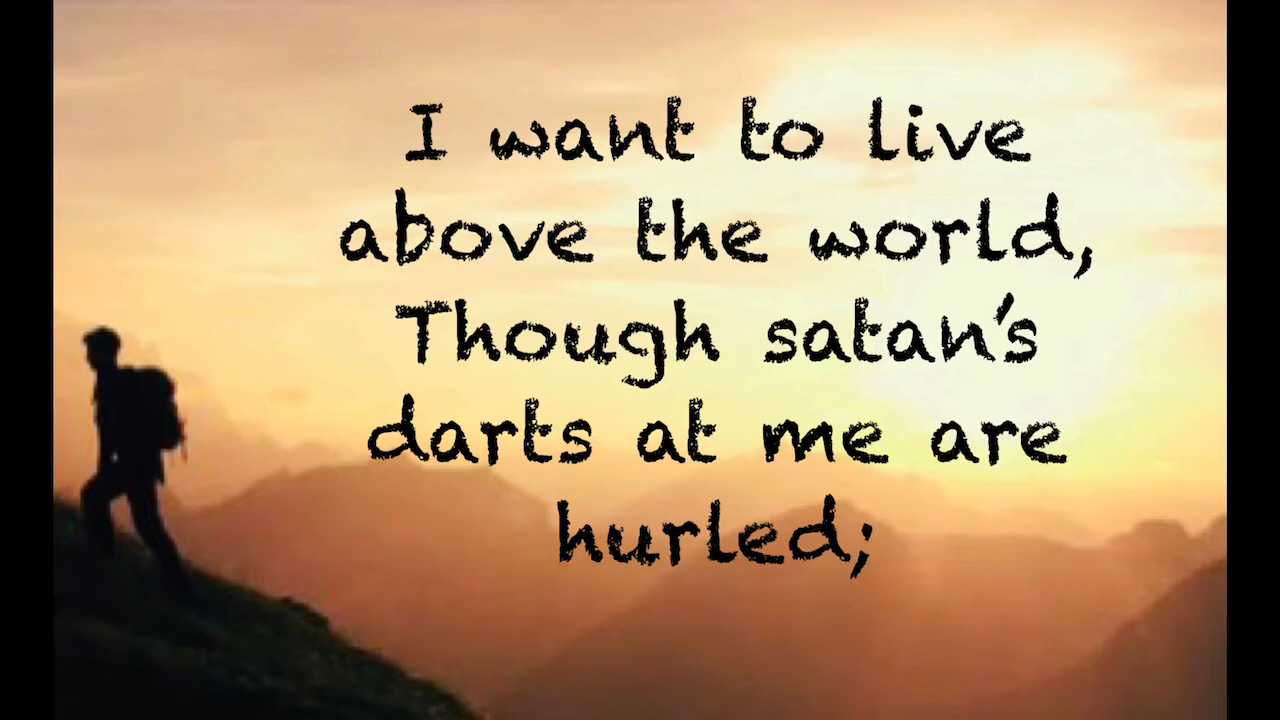 I want to live
above the world,
Though satan's
darts at me are
hurled;